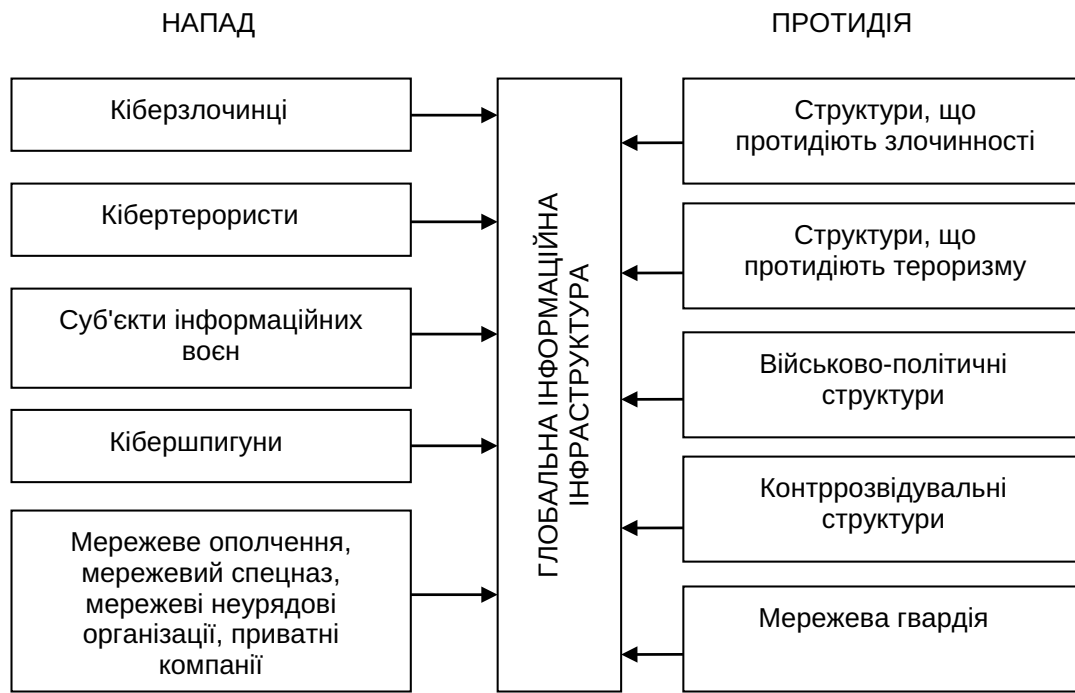 НАПАД
ПРОТИДІЯ
Кіберзлочинці
Кібертерористи
Суб'єкти інформаційних
воєн
Кібершпигуни
Мережеве ополчення,
мережевий спецназ,
мережеві неурядові
організації, приватні
компанії
ГЛОБАЛЬНА ІНФОРМАЦІЙНА
ІНФРАСТРУКТУРА
Структури, що
протидіють злочинності
Структури, що
протидіють тероризму
Військово-політичні
структури
Контррозвідувальні
структури
Мережева гвардія